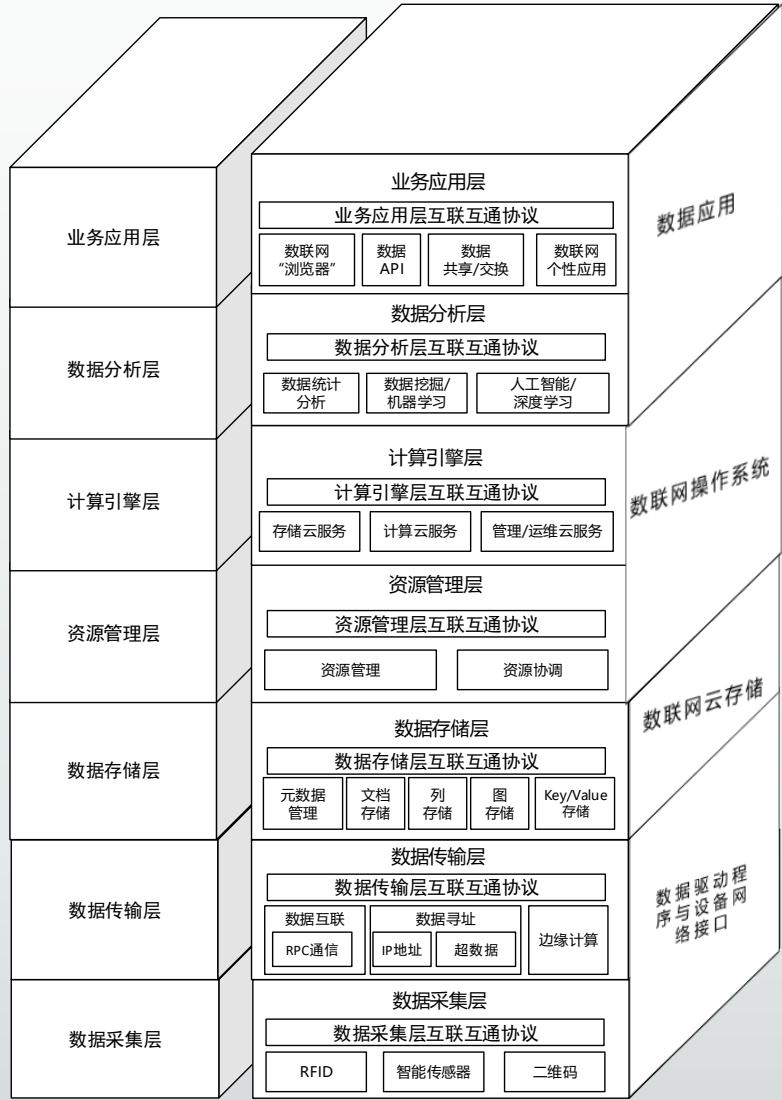 业务应用层
数据分析层
计算引擎层
资源管理层
数据存储层
数据传输层
数据采集层
业务应用层
业务应用层互联互通协议
数联网
“浏览器”
数据
API
数据
共享/交换
数联网
个性应用
数据分析层
数据分析层互联互通协议
数据统计
分析
数据挖掘/
机器学习
人工智能/
深度学习
计算引擎层
计算引擎层互联互通协议
存储云服务
计算云服务
管理/运维云服务
资源管理层
资源管理层互联互通协议
资源管理
资源协调
数据存储层
数据存储层互联互通协议
元数据
管理
文档
存储
列
存储
图
存储
Key/Value
存储
数据传输层
数据传输层互联互通协议
数据互联
RPC通信
数据寻址
IP地址
超数据
边缘计算
数据采集层
数据采集层互联互通协议
RFID
智能传感器
二维码
数据应用
数联网操作系统
数联网云存储
数据驱动程
序与设备网
络接口